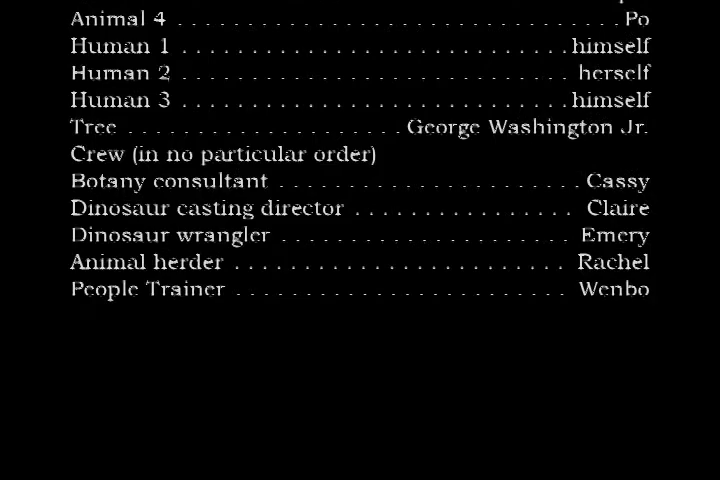 Animal 4 . . . . . . . . . . . . . . . . . . . . . . . . . . . . . . . . Po
Human 1 . . . . . . . . . . . . . . . . . . . . . . . . . . . . himself
Human 2 . . . . . . . . . . . . . . . . . . . . . . . . . . . . herself
Human 3 . . . . . . . . . . . . . . . . . . . . . . . . . . . . himself
Tree . . . . . . . . . . . . . . . . . . . . George Washington Jr.
Crew (in no particular order)
Botany consultant . . . . . . . . . . . . . . . . . . . . . . Cassy
Dinosaur casting director . . . . . . . . . . . . . . . . Claire
Dinosaur wrangler . . . . . . . . . . . . . . . . . . . . . Emery
Animal herder . . . . . . . . . . . . . . . . . . . . . . . . Rachel
People Trainer . . . . . . . . . . . . . . . . . . . . . . . . Wenbo